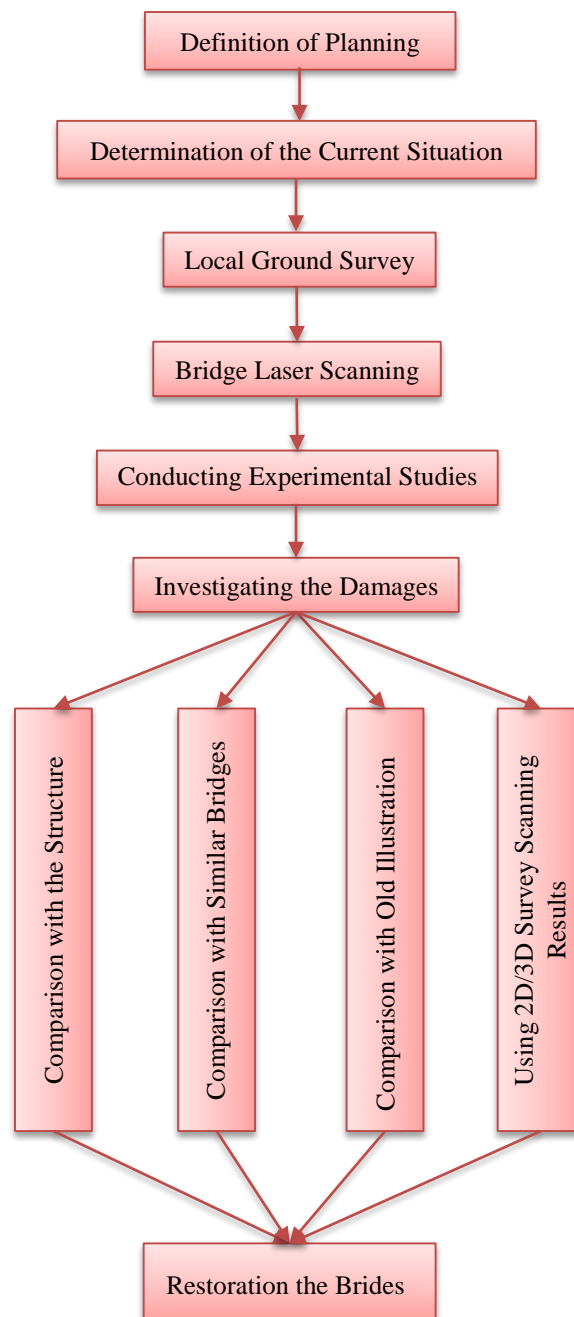 Definition of Planning
Determination of the Current Situation
Local Ground Survey
Bridge Laser Scanning
Conducting Experimental Studies
Investigating the Damages
Comparison with the Structure
Comparison with Similar Bridges
Comparison with Old Illustration
Using 2D/3D Survey Scanning
Results
Restoration the Brides